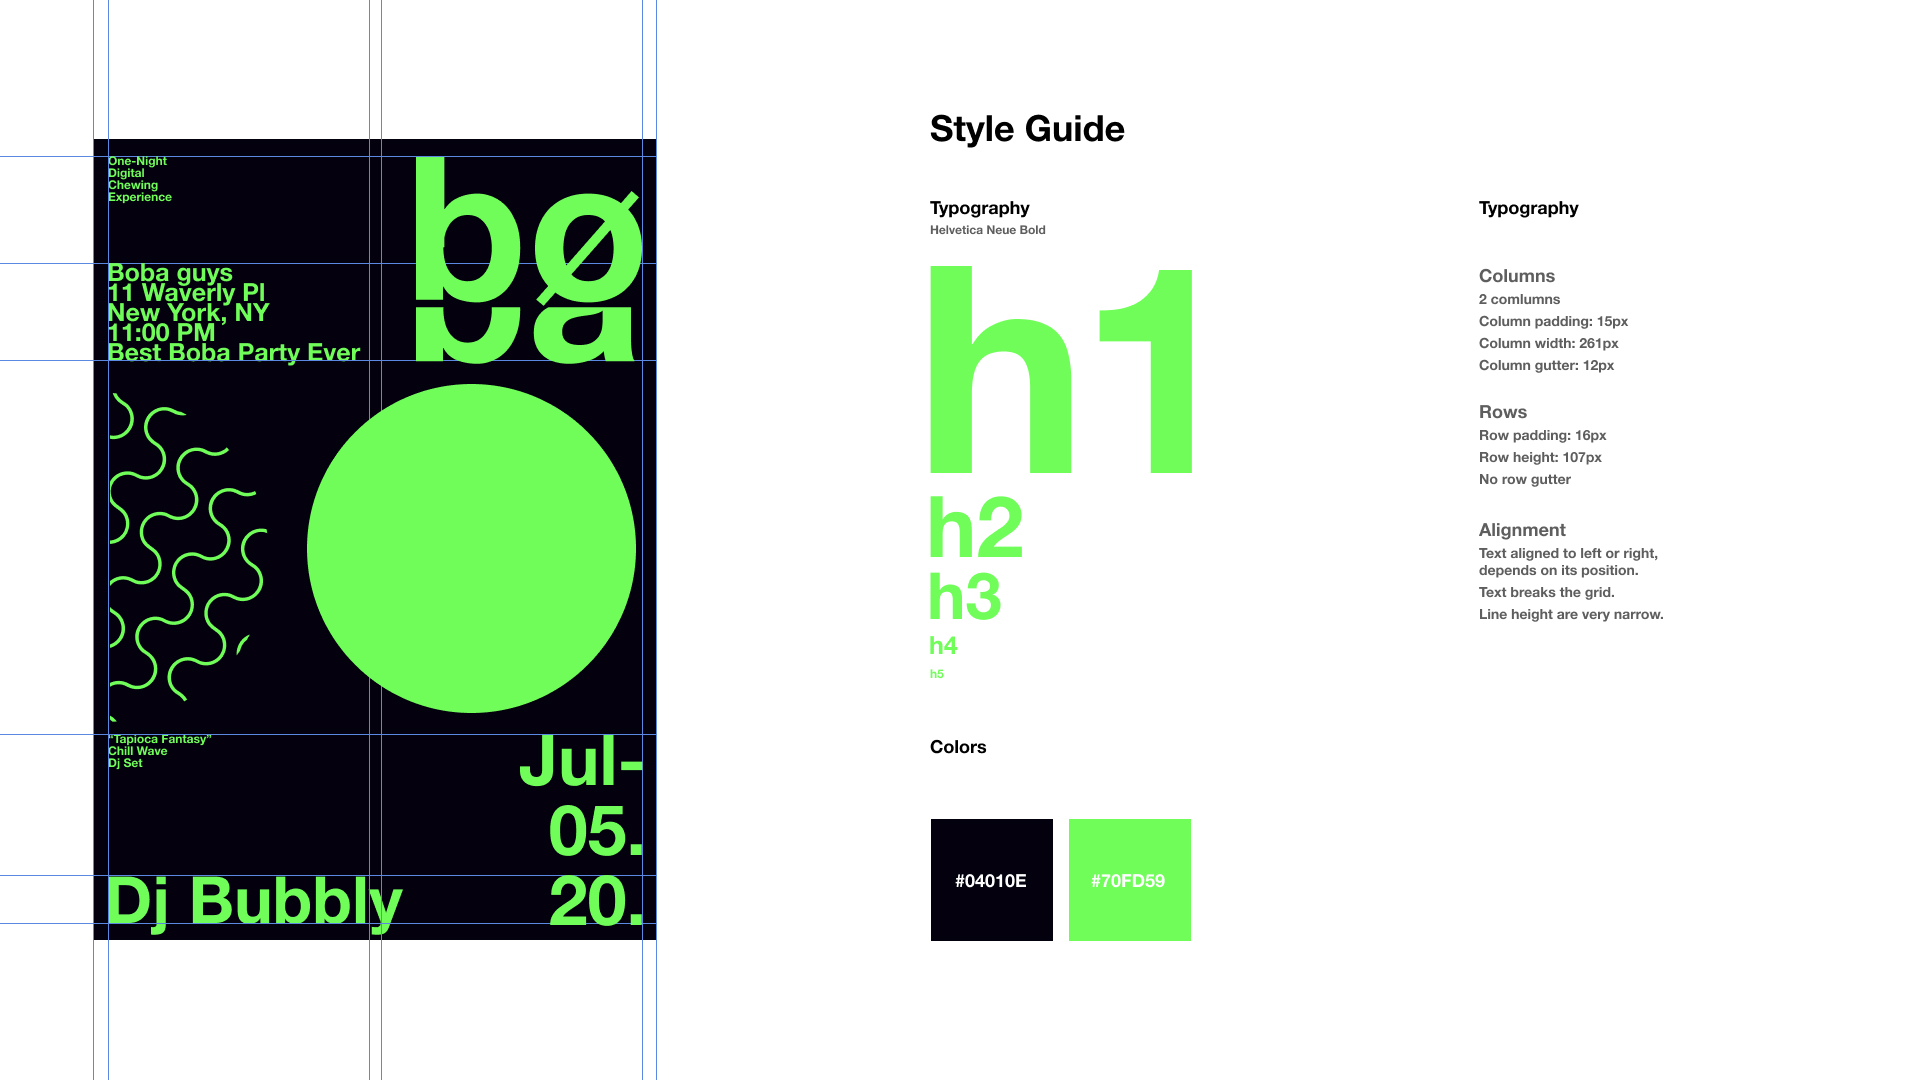 One-Night
Digital
Chewing
Experience
bø
ba
Boba guys
11 Waverly Pl
New York, NY
11:00 PM
Best Boba Party Ever
"Tapioca Fantasy"
Chill Wave
Dj Set
Jul-
05.
20.
Dj Bubbly
Style Guide
Typography
Helvetica Neue Bold
h1
h2
h3
h4
h5
Colors
#04010E
#70FD59
Typography
Columns
2 comlumns
Column padding: 15px
Column width: 261px
Column gutter: 12px
Rows
Row padding: 16px
Row height: 107px
No row gutter
Alignment
Text aligned to left or right,
depends on its position.
Text breaks the grid.
Line height are very narrow.